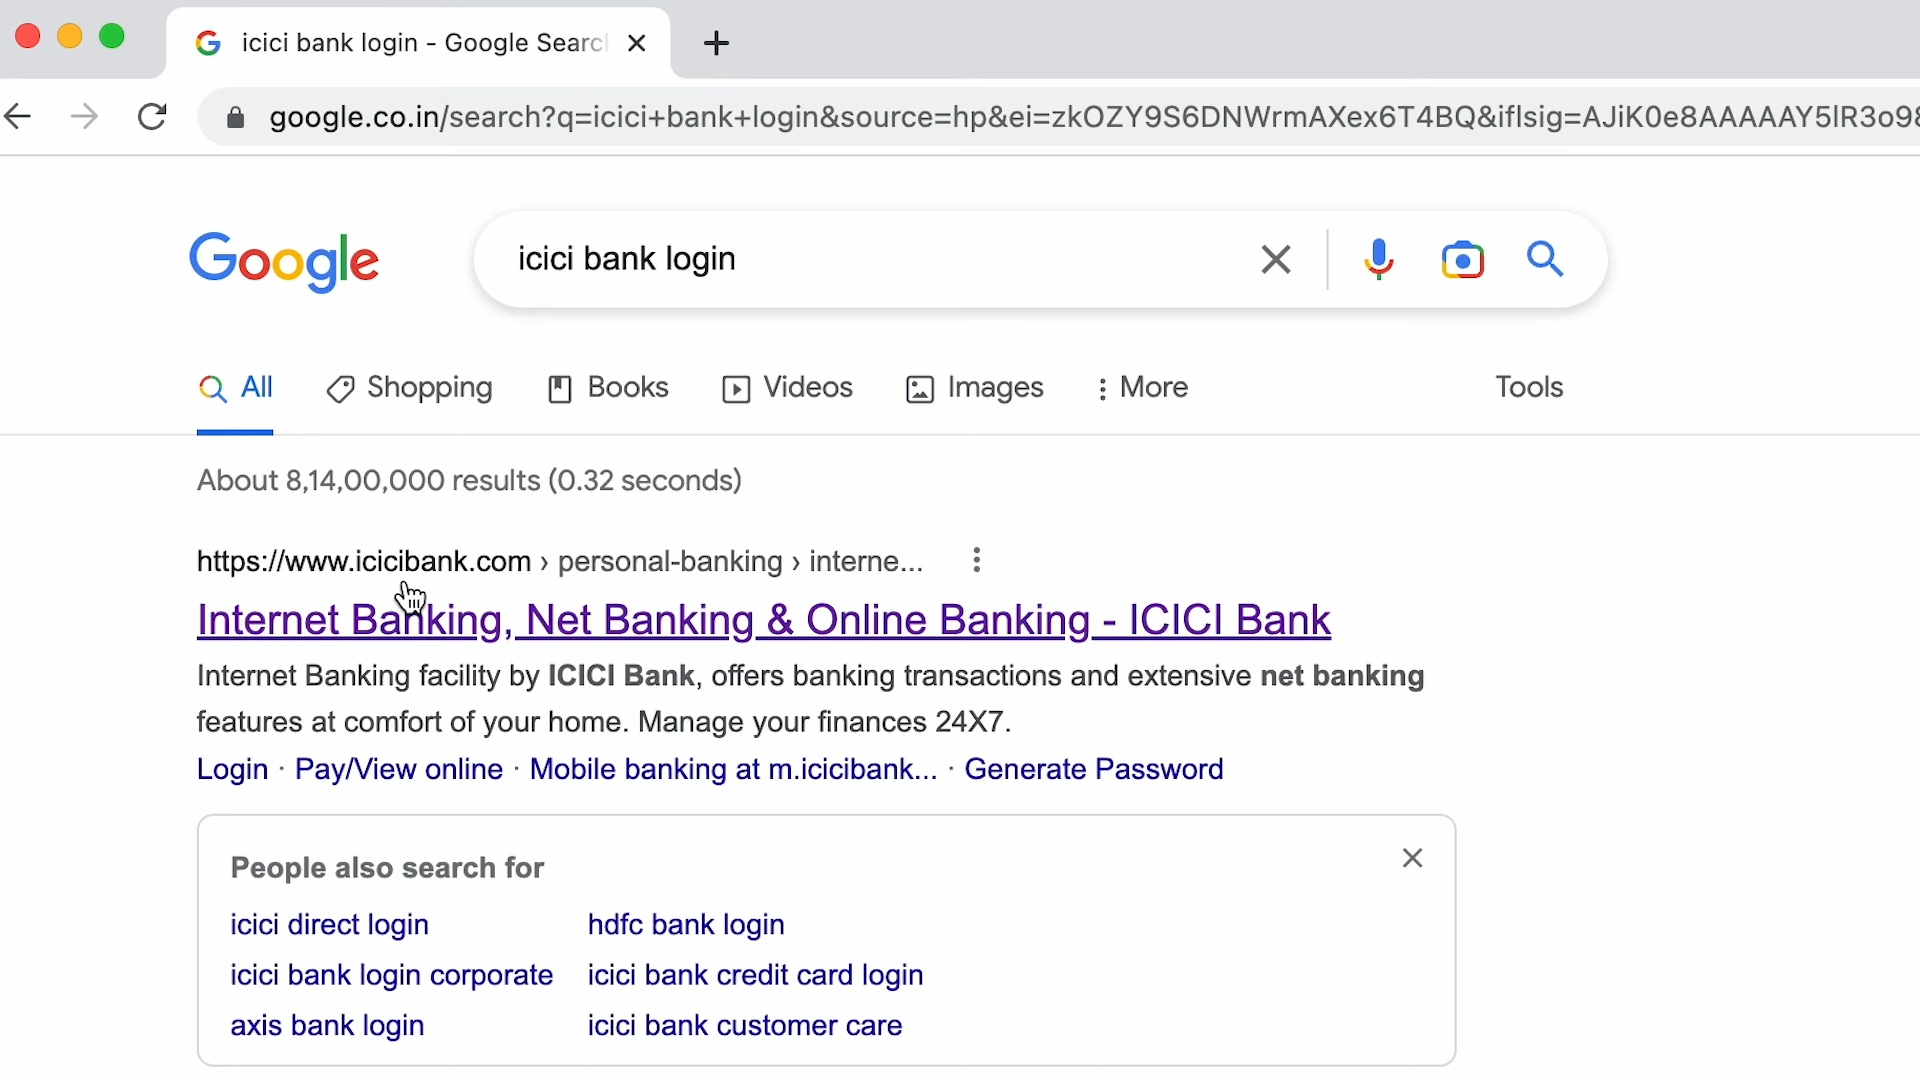 icici bank login - Google Searc
google.co.in/search?q=icici+bank+login&source=hp&ei=zkOZY9S6DNWrmAXex6T4BQ&iflsig=AJiK0e8AAAAAY5lR3o98
Google
icici bank login
All Shopping Books Videos Images More Tools
About 8,14,00,000 results (0.32 seconds)
https://www.icicibank.com › personal-banking › interne...
Internet Banking, Net Banking & Online Banking - ICICI Bank
Internet Banking facility by ICICI Bank, offers banking transactions and extensive net banking
features at comfort of your home. Manage your finances 24X7.
Login · Pay/View online · Mobile banking at m.icicibank... · Generate Password
People also search for
icici direct login hdfc bank login
icici bank login corporate icici bank credit card login
axis bank login icici bank customer care